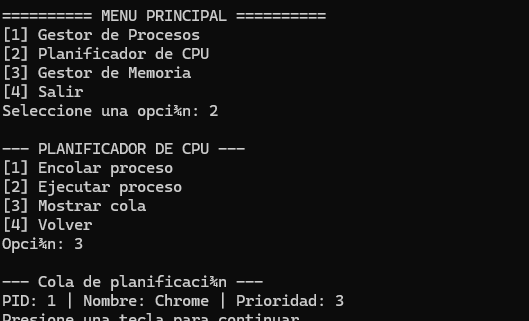 ========== MENU PRINCIPAL ==========
[1] Gestor de Procesos
[2] Planificador de CPU
[3] Gestor de Memoria
[4] Salir
Seleccione una opci¾n: 2
--- PLANIFICADOR DE CPU ---
[1] Encolar proceso
[2] Ejecutar proceso
[3] Mostrar cola
[4] Volver
Opci¾n: 3
--- Cola de planificaci¾n ---
PID: 1 | Nombre: Chrome | Prioridad: 3
Presione una tecla para continuar